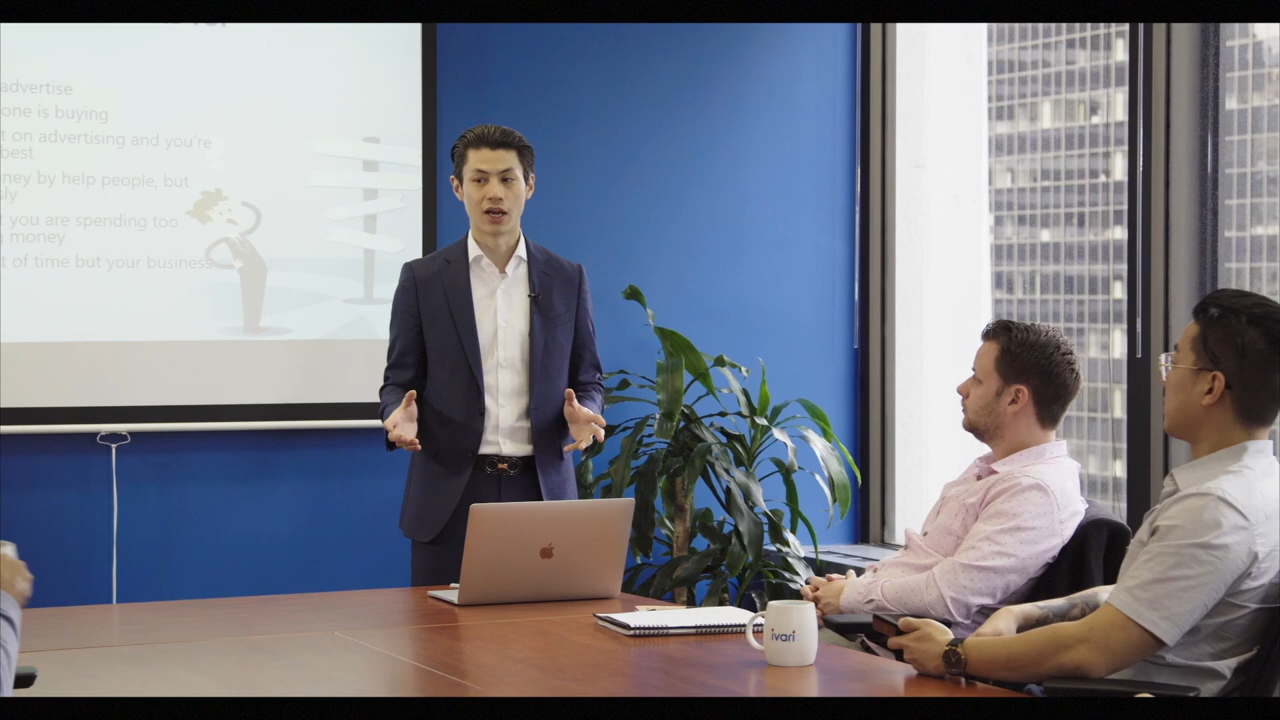 advertise
one is buying
t on advertising and you're
best
ney by help people, but
sly
t you are spending too
g money
t of time but your business
ivari